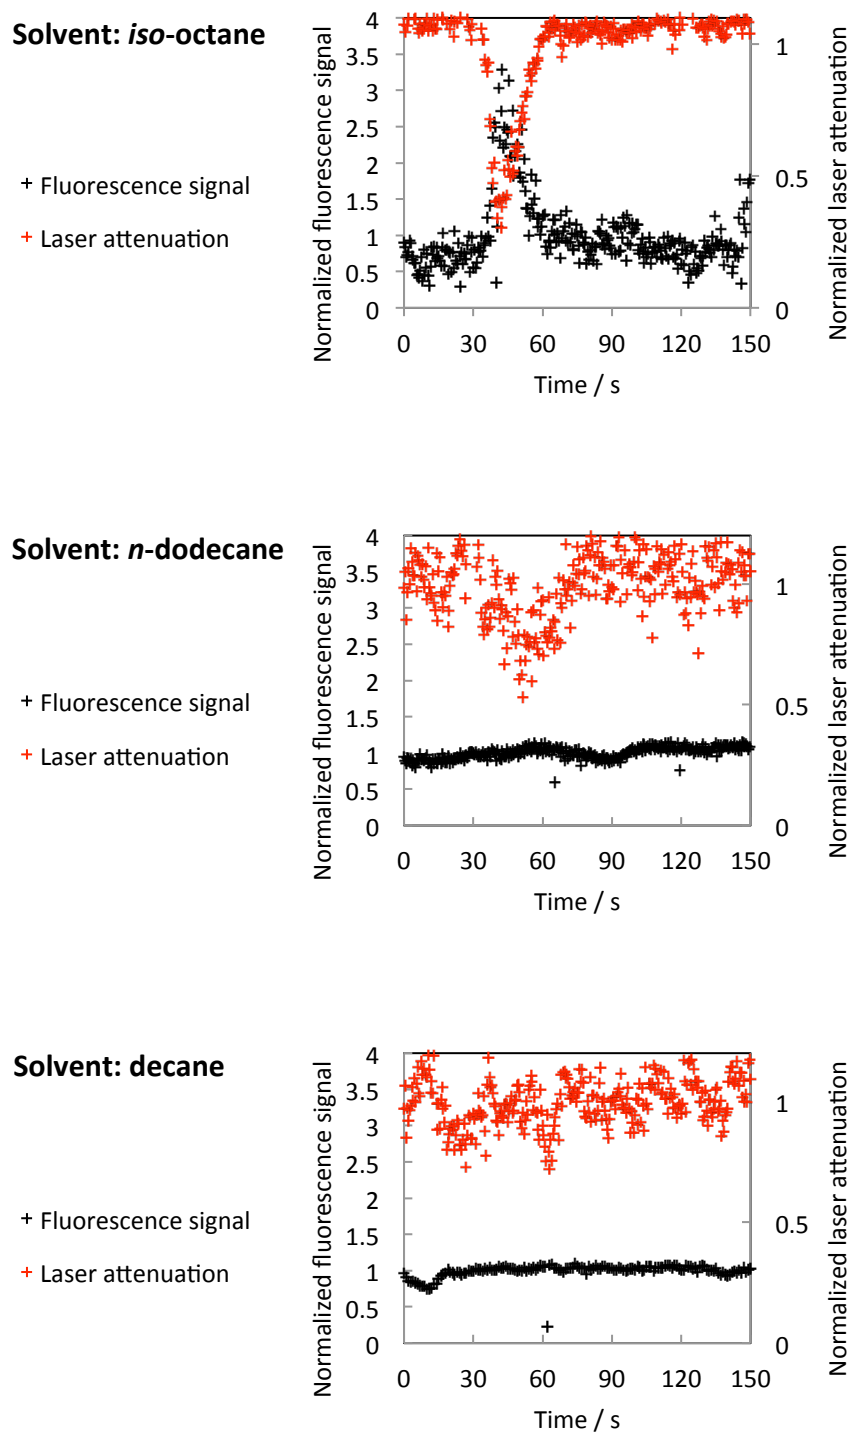 Solvent: iso-octane
Fluorescence signal
Laser attenuation
Normalized fluorescence signal
4
3.5
3
2.5
2
1.5
1
0.5
0
1
0.5
0
Normalized laser attenuation
0 30 60 90 120 150
Time / s
Solvent: n-dodecane
Fluorescence signal
Laser attenuation
Normalized fluorescence signal
4
3.5
3
2.5
2
1.5
1
0.5
0
1
0.5
0
Normalized laser attenuation
0 30 60 90 120 150
Time / s
Solvent: decane
Fluorescence signal
Laser attenuation
Normalized fluorescence signal
4
3.5
3
2.5
2
1.5
1
0.5
0
1
0.5
0
Normalized laser attenuation
0 30 60 90 120 150
Time / s